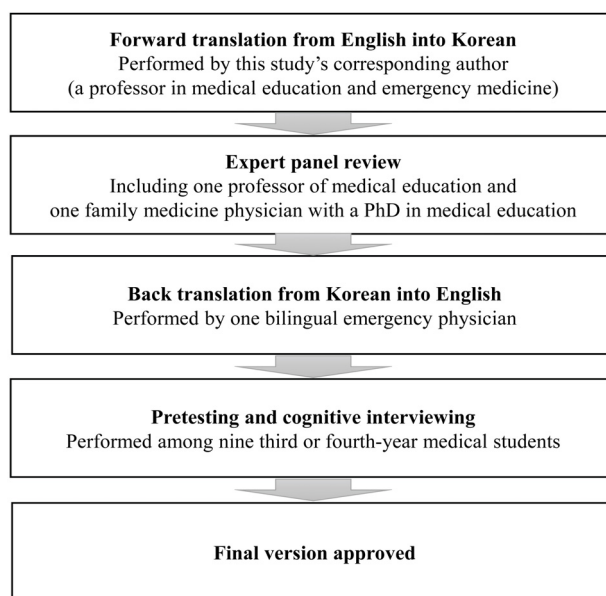 Forward translation from English into Korean
Performed by this study's corresponding author
(a professor in medical education and emergency medicine)
Expert panel review
Including one professor of medical education and
one family medicine physician with a PhD in medical education
Back translation from Korean into English
Performed by one bilingual emergency physician
Pretesting and cognitive interviewing
Performed among nine third or fourth-year medical students
Final version approved